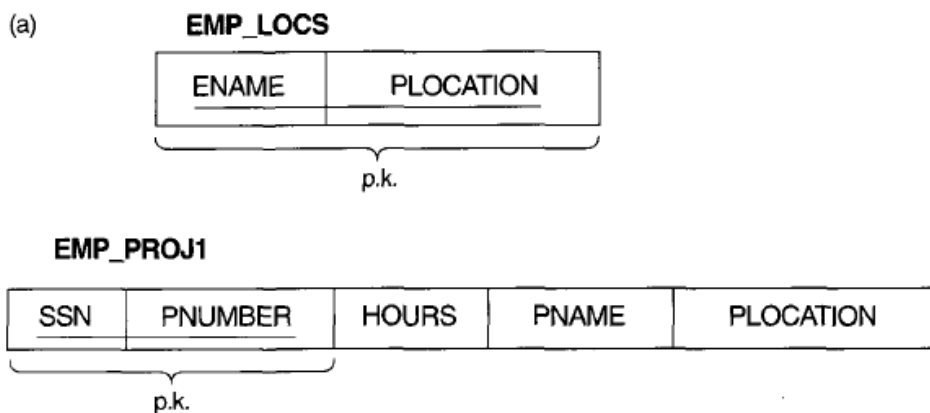 (a) EMP_LOCS
ENAME PLOCATION
p.k.
EMP_PROJ1
SSN PNUMBER HOURS PNAME PLOCATION
p.k.